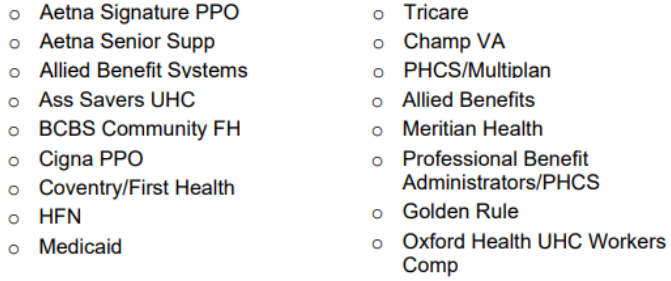 o Aetna Signature PPO
o Aetna Senior Supp
o Allied Benefit Systems
o Ass Savers UHC
o BCBS Community FH
o Cigna PPO
o Coventry/First Health
o HFN
o Medicaid
o Tricare
o Champ VA
o PHCS/Multiplan
o Allied Benefits
o Meritian Health
o Professional Benefit
Administrators/PHCS
o Golden Rule
o Oxford Health UHC Workers
Comp